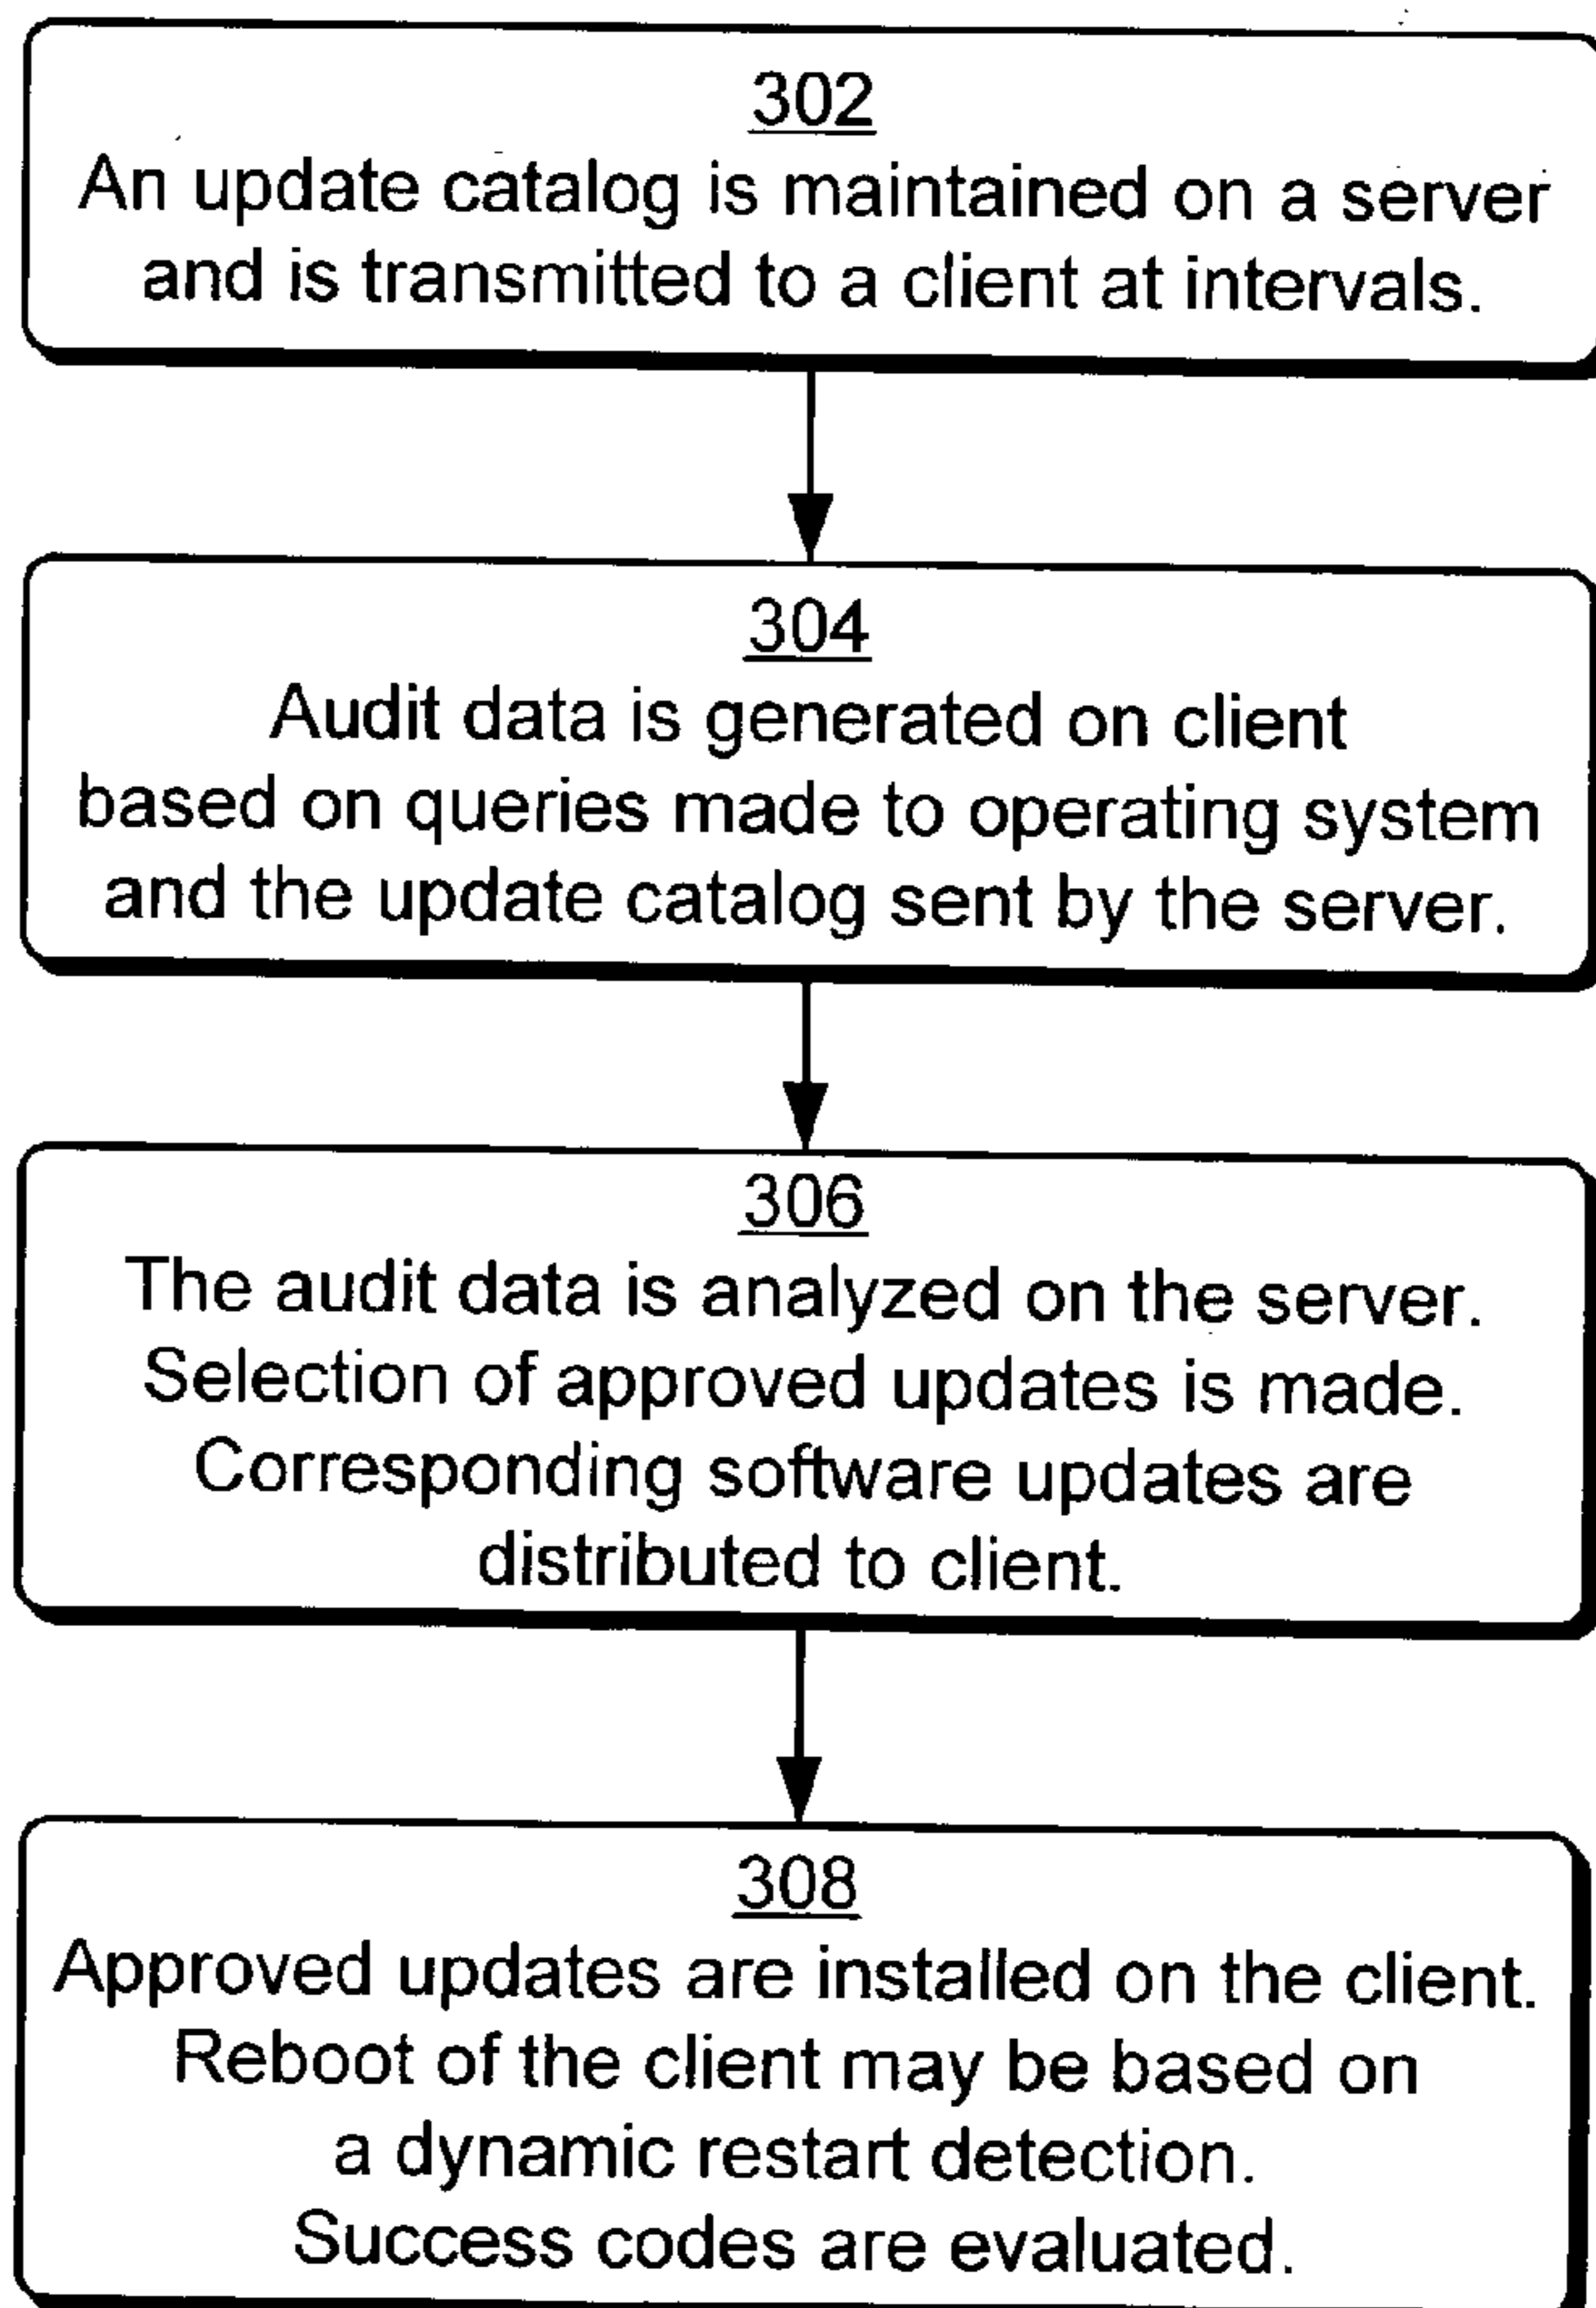 302
An update catalog is maintained on a server
and is transmitted to a client at intervals.
304
Audit data is generated on client
based on queries made to operating system
and the update catalog sent by the server.
306
The audit data is analyzed on the server.
Selection of approved updates is made.
Corresponding software updates are
distributed to client.
308
Approved updates are installed on the client.
Reboot of the client may be based on
a dynamic restart detection.
Success codes are evaluated.